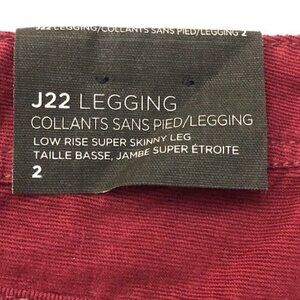 J22 LEGGING
LEGGING/COLLANTS SANS PIED/LEGGING 2
J22 LEGGING
COLLANTS SANS PIED/LEGGING
LOW RISE SUPER SKINNY LEG
TAILLE BASSE, JAMBE SUPER ÉTROITE
2